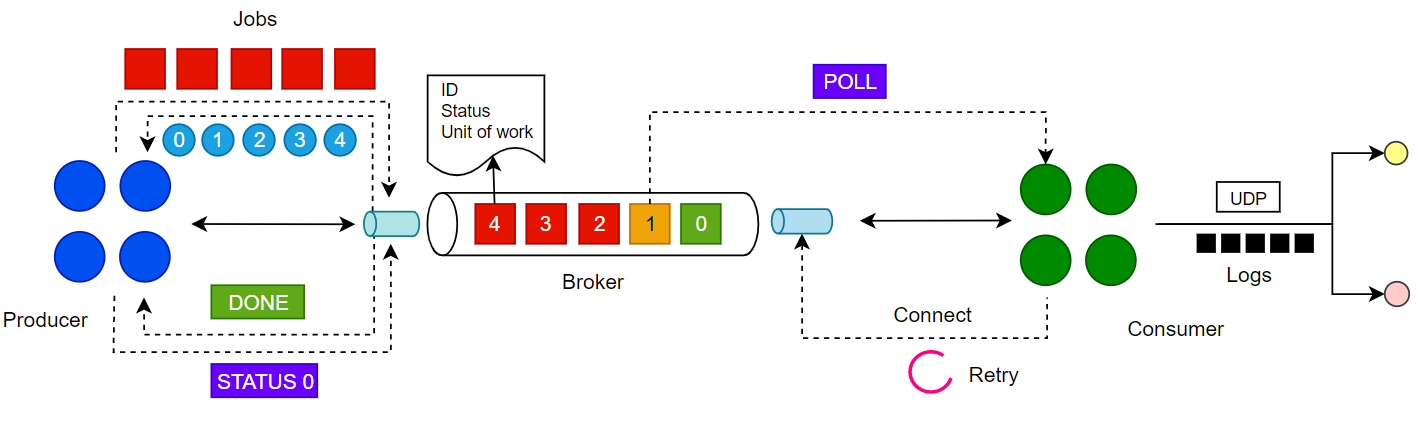 Jobs
0 1 2 3 4
ID
Status
Unit of work
POLL
4 3 2 1 0
UDP
Logs
Broker
DONE
Producer
STATUS 0
Connect
Retry
Consumer